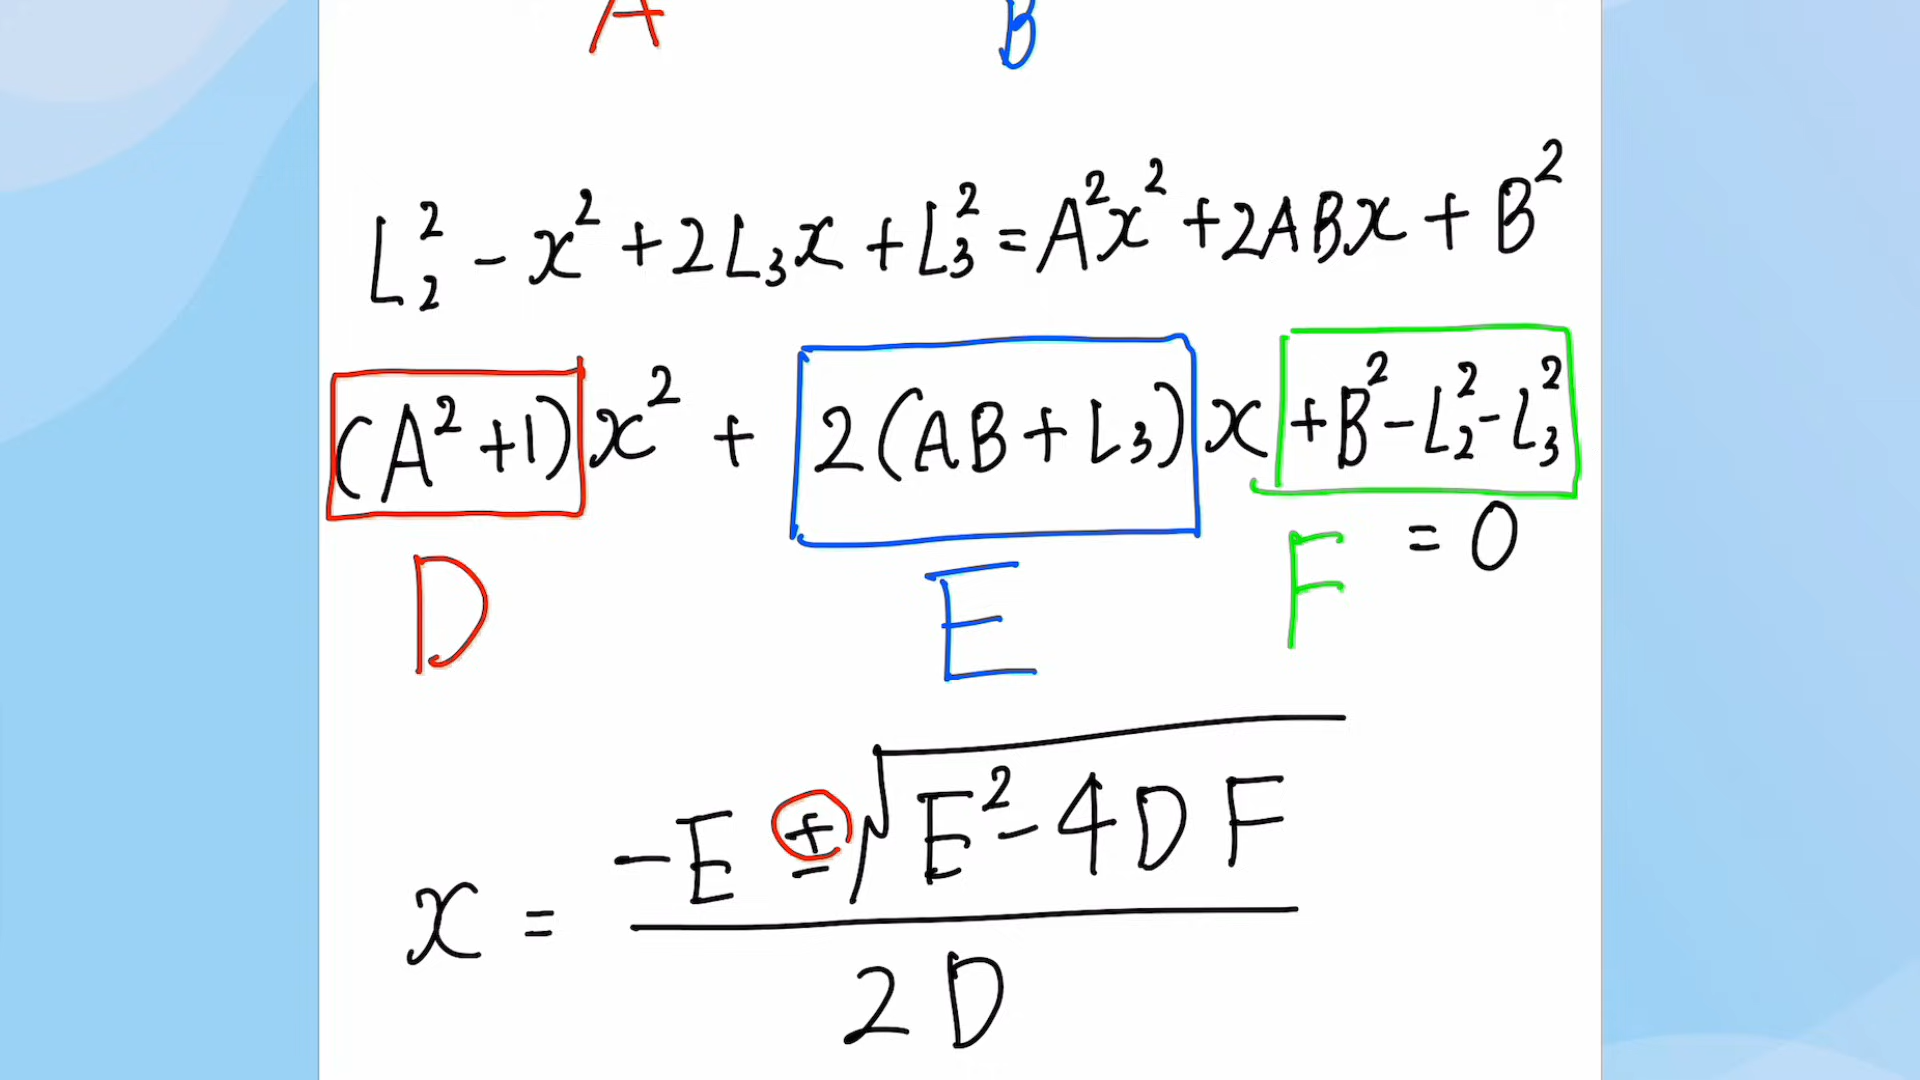 A B
L₂² - x² + 2L₃x + L₃² = A²x² + 2ABx + B²
(A² + 1)x² + 2(AB + L₃)x + B² - L₂² - L₃²
= 0
D E F
x = (-E ± √(E² - 4DF)) / 2D